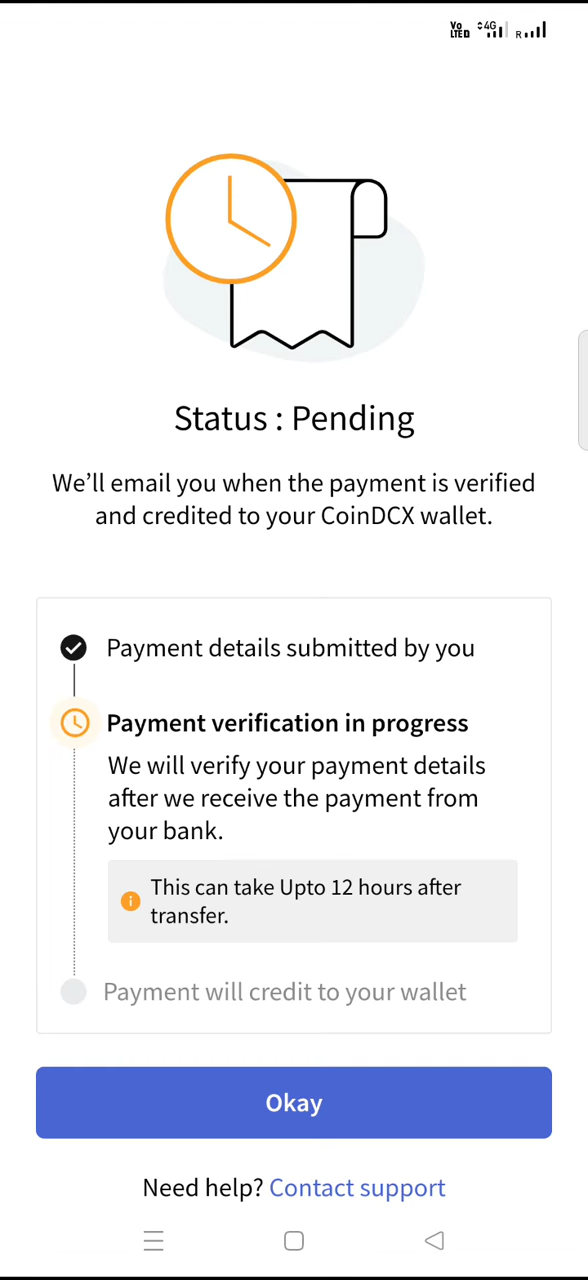 Vo LTE 4G R
Status : Pending
We’ll email you when the payment is verified
and credited to your CoinDCX wallet.
Payment details submitted by you
Payment verification in progress
We will verify your payment details
after we receive the payment from
your bank.
This can take Upto 12 hours after
transfer.
Payment will credit to your wallet
Okay
Need help? Contact support